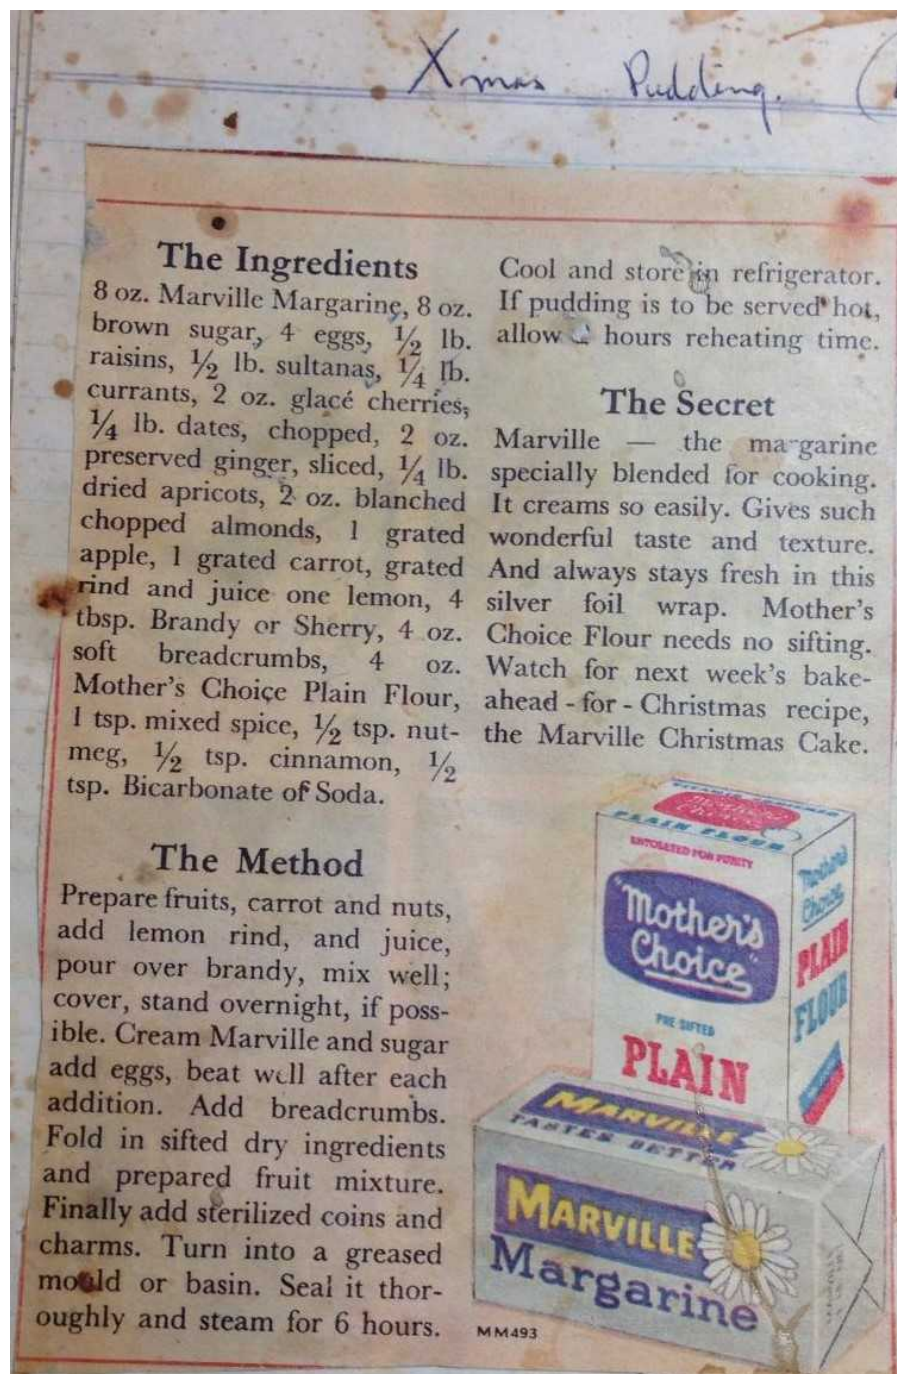 Xmas Pudding. (
The Ingredients
8 oz. Marville Margarine, 8 oz.
brown sugar, 4 eggs, ½ lb.
raisins, ½ lb. sultanas, ¼ lb.
currants, 2 oz. glacé cherries,
¼ lb. dates, chopped, 2 oz.
preserved ginger, sliced, ¼ lb.
dried apricots, 2 oz. blanched
chopped almonds, 1 grated
apple, 1 grated carrot, grated
rind and juice one lemon, 4
tbsp. Brandy or Sherry, 4 oz.
soft breadcrumbs, 4 oz.
Mother's Choice Plain Flour,
1 tsp. mixed spice, ½ tsp. nut-
meg, ½ tsp. cinnamon, ½
tsp. Bicarbonate of Soda.
The Method
Prepare fruits, carrot and nuts,
add lemon rind, and juice,
pour over brandy, mix well;
cover, stand overnight, if poss-
ible. Cream Marville and sugar
add eggs, beat well after each
addition. Add breadcrumbs.
Fold in sifted dry ingredients
and prepared fruit mixture.
Finally add sterilized coins and
charms. Turn into a greased
mould or basin. Seal it thor-
oughly and steam for 6 hours.
Cool and store in refrigerator.
If pudding is to be served hot,
allow hours reheating time.
The Secret
Marville — the margarine
specially blended for cooking.
It creams so easily. Gives such
wonderful taste and texture.
And always stays fresh in this
silver foil wrap. Mother's
Choice Flour needs no sifting.
Watch for next week's bake-
ahead - for - Christmas recipe,
the Marville Christmas Cake.
PLAIN FLOUR
ENTOLETED FOR PURITY
"Mother's
Choice"
PRE SIFTED
PLAIN
Mother's
Choice
PLAIN
FLOUR
MARVILLE
TASTES BETTER
MARVILLE
Margarine
MM493